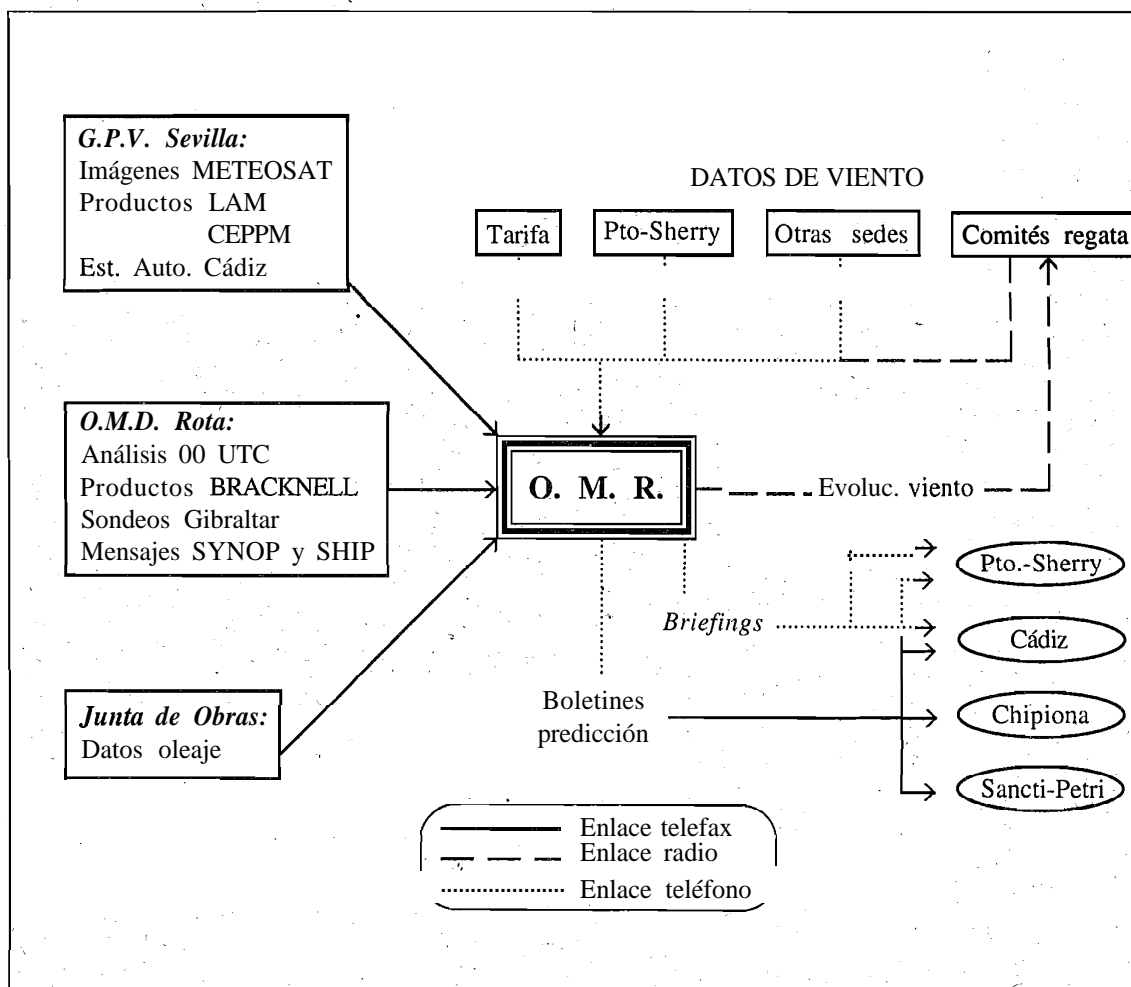 G.P.V. Sevilla:
Imágenes METEOSAT
Productos LAM
CEPPM
Est. Auto. Cádiz
DATOS DE VIENTO
Tarifa
Pto-Sherry
Otras sedes
Comités regata
O.M.D. Rota:
Análisis 00 UTC
Productos BRACKNELL
Sondeos Gibraltar
Mensajes SYNOP y SHIP
O. M. R.
Evoluc. viento
Pto.-Sherry
Briefings
Cádiz
Junta de Obras:
Datos oleaje
Boletines
predicción
Chipiona
Sancti-Petri
Enlace telefax
Enlace radio
Enlace teléfono